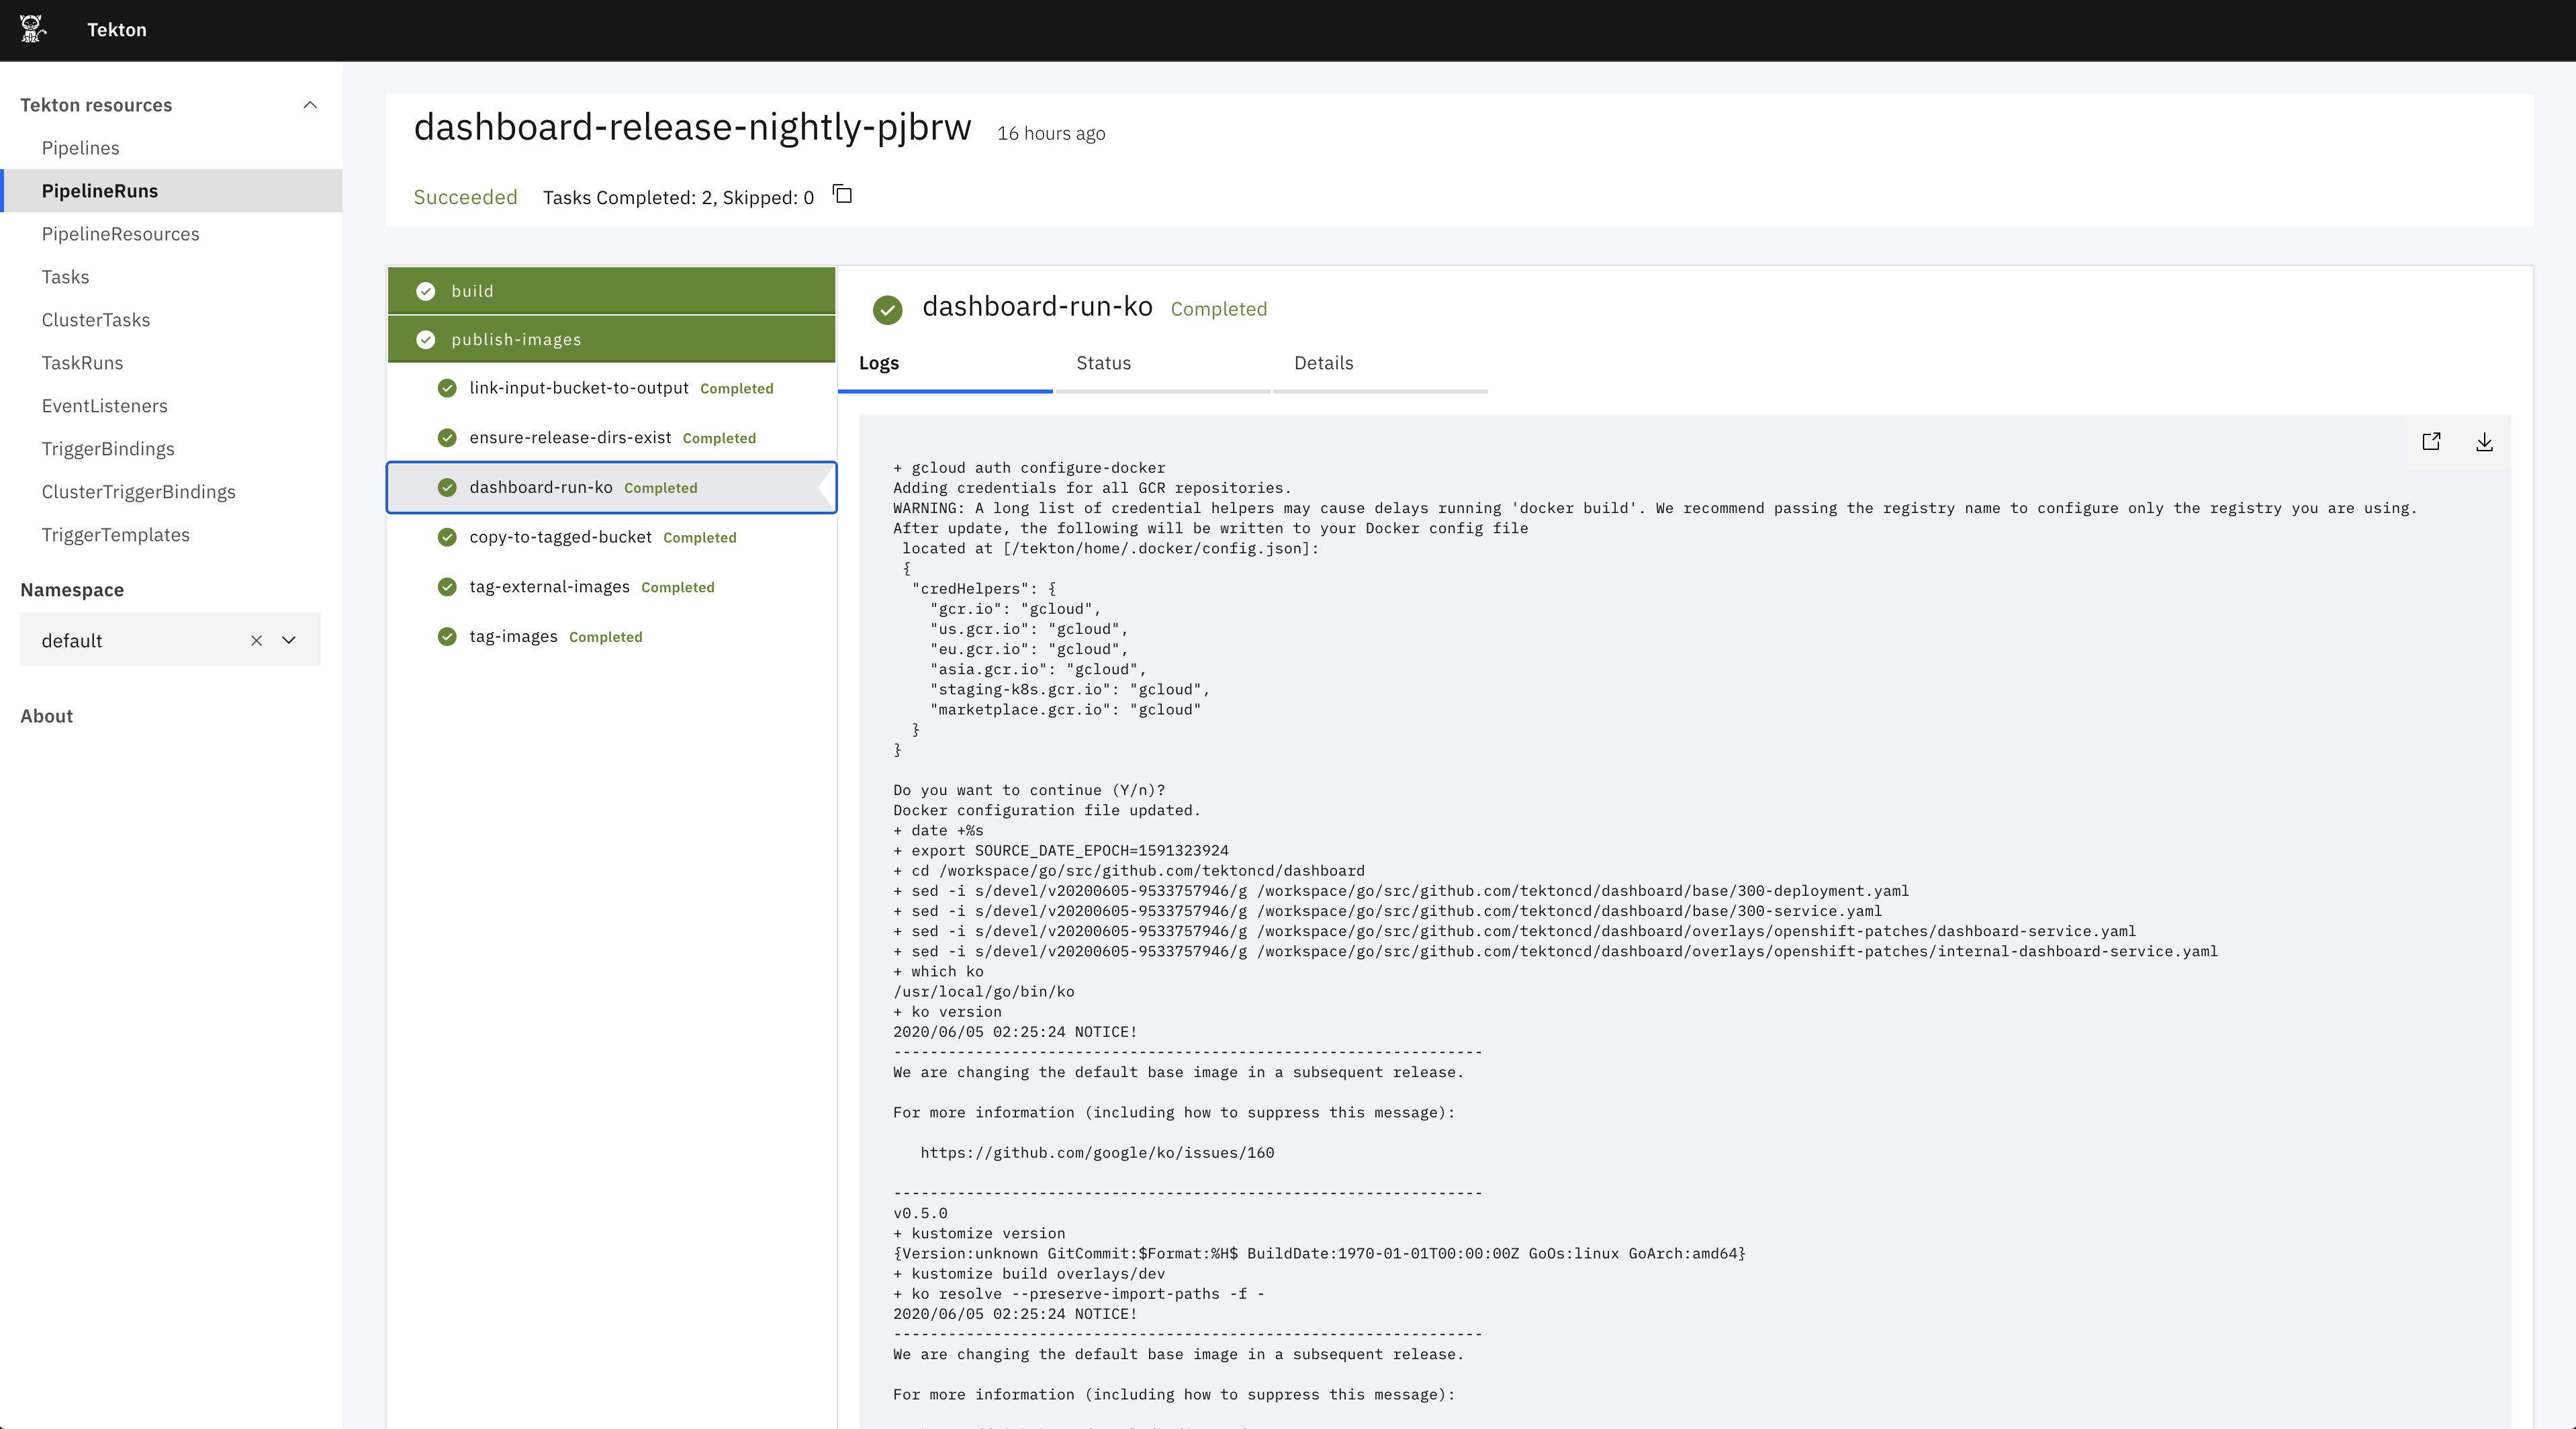 Tekton
Tekton resources
Pipelines
PipelineRuns
PipelineResources
Tasks
ClusterTasks
TaskRuns
EventListeners
TriggerBindings
ClusterTriggerBindings
TriggerTemplates
Namespace
default
About
dashboard-release-nightly-pjbrw 16 hours ago
Succeeded Tasks Completed: 2, Skipped: 0
build
publish-images
link-input-bucket-to-output Completed
ensure-release-dirs-exist Completed
dashboard-run-ko Completed
copy-to-tagged-bucket Completed
tag-external-images Completed
tag-images Completed
dashboard-run-ko Completed
Logs Status Details
+ gcloud auth configure-docker
Adding credentials for all GCR repositories.
WARNING: A long list of credential helpers may cause delays running 'docker build'. We recommend passing the registry name to configure only the registry you are using.
After update, the following will be written to your Docker config file
located at [/tekton/home/.docker/config.json]:
{
"credHelpers": {
"gcr.io": "gcloud",
"us.gcr.io": "gcloud",
"eu.gcr.io": "gcloud",
"asia.gcr.io": "gcloud",
"staging-k8s.gcr.io": "gcloud",
"marketplace.gcr.io": "gcloud"
}
}
Do you want to continue (Y/n)?
Docker configuration file updated.
+ date +%s
+ export SOURCE_DATE_EPOCH=1591323924
+ cd /workspace/go/src/github.com/tektoncd/dashboard
+ sed -i s/devel/v20200605-9533757946/g /workspace/go/src/github.com/tektoncd/dashboard/base/300-deployment.yaml
+ sed -i s/devel/v20200605-9533757946/g /workspace/go/src/github.com/tektoncd/dashboard/base/300-service.yaml
+ sed -i s/devel/v20200605-9533757946/g /workspace/go/src/github.com/tektoncd/dashboard/overlays/openshift-patches/dashboard-service.yaml
+ sed -i s/devel/v20200605-9533757946/g /workspace/go/src/github.com/tektoncd/dashboard/overlays/openshift-patches/internal-dashboard-service.yaml
+ which ko
/usr/local/go/bin/ko
+ ko version
2020/06/05 02:25:24 NOTICE!
-----------------------------------------------------------------
We are changing the default base image in a subsequent release.
For more information (including how to suppress this message):
https://github.com/google/ko/issues/160
-----------------------------------------------------------------
v0.5.0
+ kustomize version
{Version:unknown GitCommit:$Format:%H$ BuildDate:1970-01-01T00:00:00Z GoOs:linux GoArch:amd64}
+ kustomize build overlays/dev
+ ko resolve --preserve-import-paths -f -
2020/06/05 02:25:24 NOTICE!
-----------------------------------------------------------------
We are changing the default base image in a subsequent release.
For more information (including how to suppress this message):